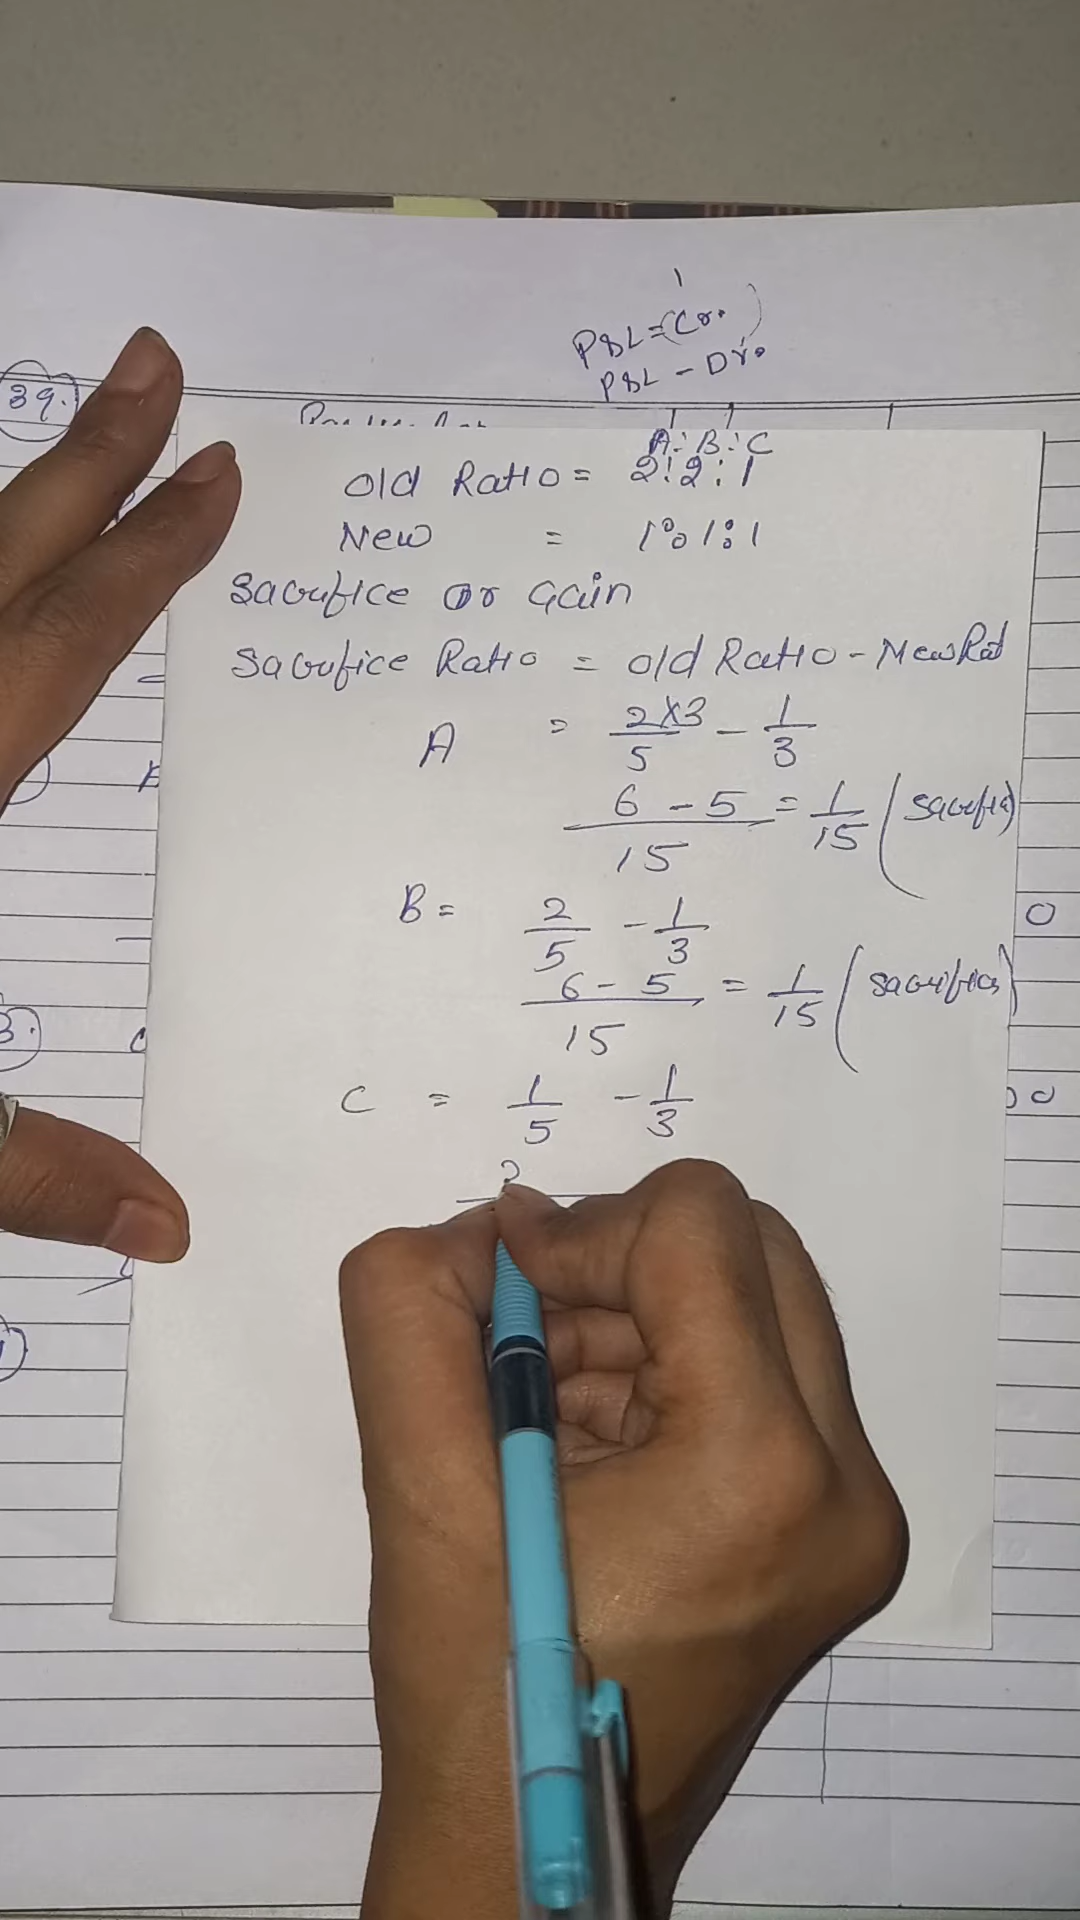 P&L = (Cr.)
P&L - Dr.
39.
A : B : C
Old Ratio = 2 : 2 : 1
New = 1 : 1 : 1
Sacrifice or Gain
Sacrifice Ratio = Old Ratio - New Rat
A = 2×3/5 - 1/3
6 - 5/15 = 1/15 (Sacrifi)
B = 2/5 - 1/3
6 - 5/15 = 1/15 (Sacrifice)
C = 1/5 - 1/3